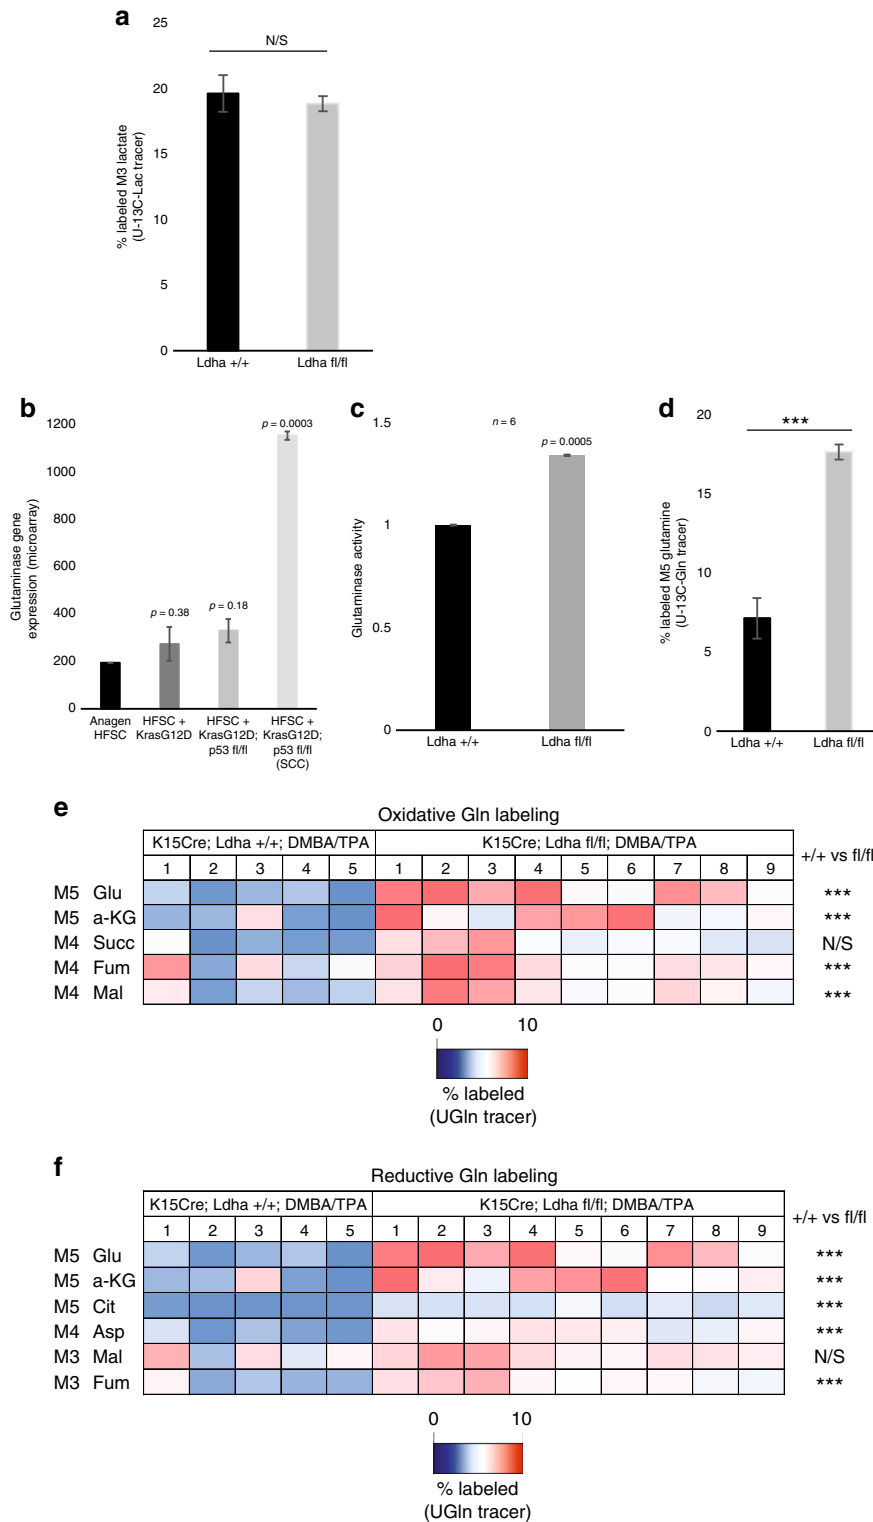 a
25
20
15
10
5
0
% labeled M3 lactate
(U-13C-Lac tracer)
N/S
Ldha +/+
Ldha fl/fl
b
1200
1000
800
600
400
200
0
Glutaminase gene
expression (microarray)
p = 0.38
p = 0.18
p = 0.0003
Anagen
HFSC
HFSC +
KrasG12D
HFSC +
KrasG12D;
p53 fl/fl
HFSC +
KrasG12D;
p53 fl/fl
(SCC)
c
1.5
1
0.5
0
Glutaminase activity
n = 6
p = 0.0005
Ldha +/+
Ldha fl/fl
d
20
15
10
5
0
% labeled M5 glutamine
(U-13C-Gln tracer)
***
Ldha +/+
Ldha fl/fl
e
Oxidative Gln labeling
K15Cre; Ldha +/+; DMBA/TPA K15Cre; Ldha fl/fl; DMBA/TPA
+/+ vs fl/fl
1 2 3 4 5 1 2 3 4 5 6 7 8 9
M5 Glu ***
M5 a-KG ***
M4 Succ N/S
M4 Fum ***
M4 Mal ***
0 10
% labeled
(UGln tracer)
f
Reductive Gln labeling
K15Cre; Ldha +/+; DMBA/TPA K15Cre; Ldha fl/fl; DMBA/TPA
+/+ vs fl/fl
1 2 3 4 5 1 2 3 4 5 6 7 8 9
M5 Glu ***
M5 a-KG ***
M5 Cit ***
M4 Asp ***
M3 Mal N/S
M3 Fum ***
0 10
% labeled
(UGln tracer)